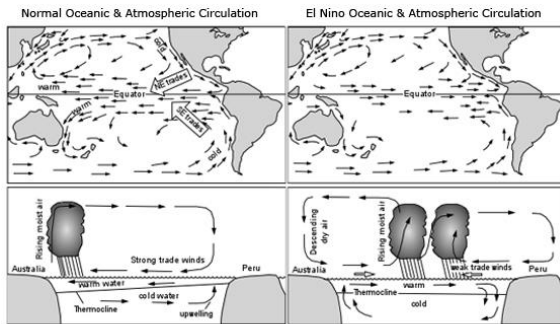 Normal Oceanic & Atmospheric Circulation
El Nino Oceanic & Atmospheric Circulation
cold
NE trades
warm
Equator
SE trades
warm
cold
Equator
Rising moist air
Strong trade winds
Australia
Peru
warm water
cold water
Thermocline
upwelling
Descending
dry air
Rising moist air
weak trade winds
Australia
Peru
Thermocline
warm
cold